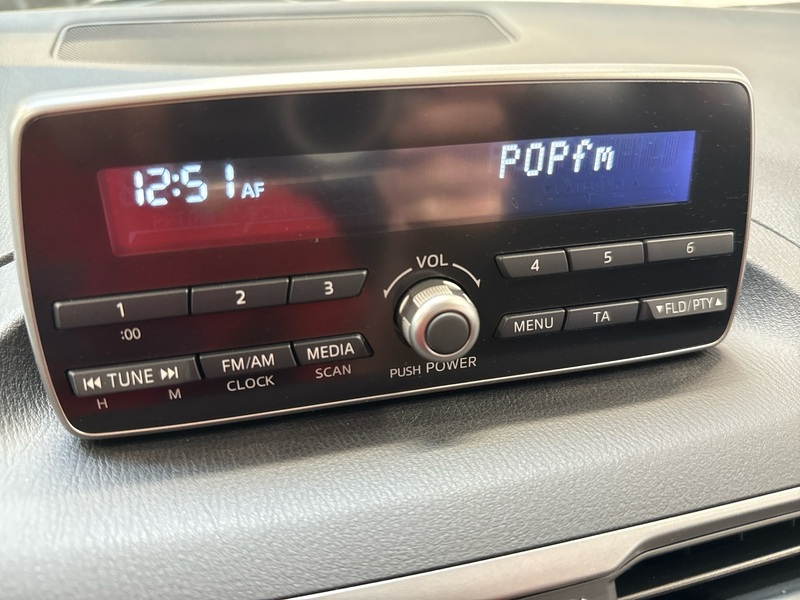 12:51 AF POPfm
VOL
1 2 3 4 5 6
:00
⏮ TUNE ⏭ FM/AM MEDIA MENU TA ▼FLD/PTY▲
H M CLOCK SCAN PUSH POWER